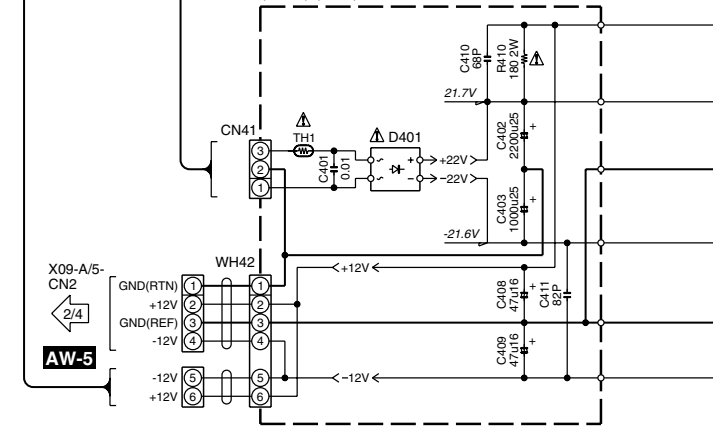 C410
68P
R410
180 2W
21.7V
CN41
TH1
D401
C402
2200u25
+
3
2
1
C401
0.01
~
~
+
−
+22V
−22V
C403
1000u25
+
-21.6V
X09-A/5-
CN2
2/4
AW-5
WH42
GND(RTN) 1 1
+12V 2 2
GND(REF) 3 3
-12V 4 4
-12V 5 5
+12V 6 6
+12V
C408
47u16
+
C411
82P
C409
47u16
+
−12V